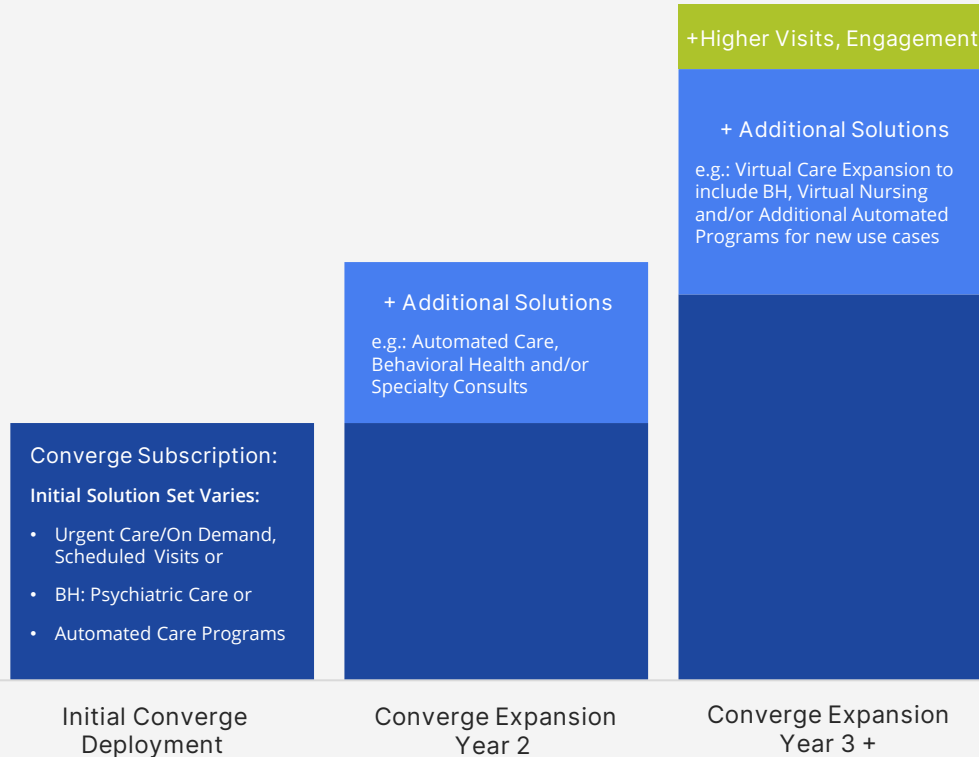 +Higher Visits, Engagement
+ Additional Solutions
e.g.: Virtual Care Expansion to
include BH, Virtual Nursing
and/or Additional Automated
Programs for new use cases
+ Additional Solutions
e.g.: Automated Care,
Behavioral Health and/or
Specialty Consults
Converge Subscription:
Initial Solution Set Varies:
• Urgent Care/On Demand,
Scheduled Visits or
• BH: Psychiatric Care or
• Automated Care Programs
Initial Converge
Deployment
Converge Expansion
Year 2
Converge Expansion
Year 3 +